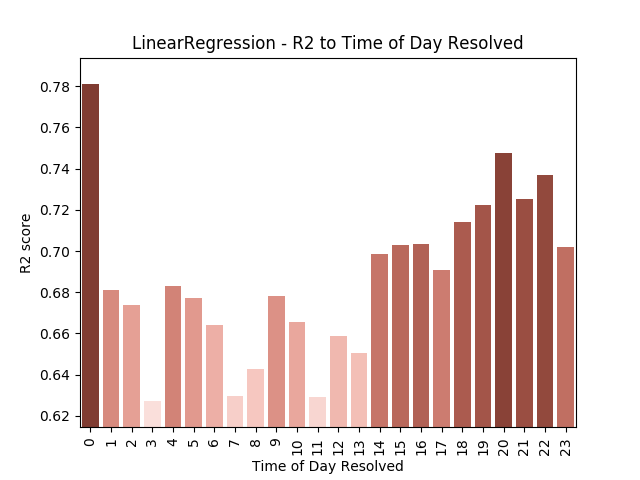 LinearRegression - R2 to Time of Day Resolved
0.78
0.76
0.74
0.72
0.70
0.68
0.66
0.64
0.62
R2 score
0 1 2 3 4 5 6 7 8 9 10 11 12 13 14 15 16 17 18 19 20 21 22 23
Time of Day Resolved